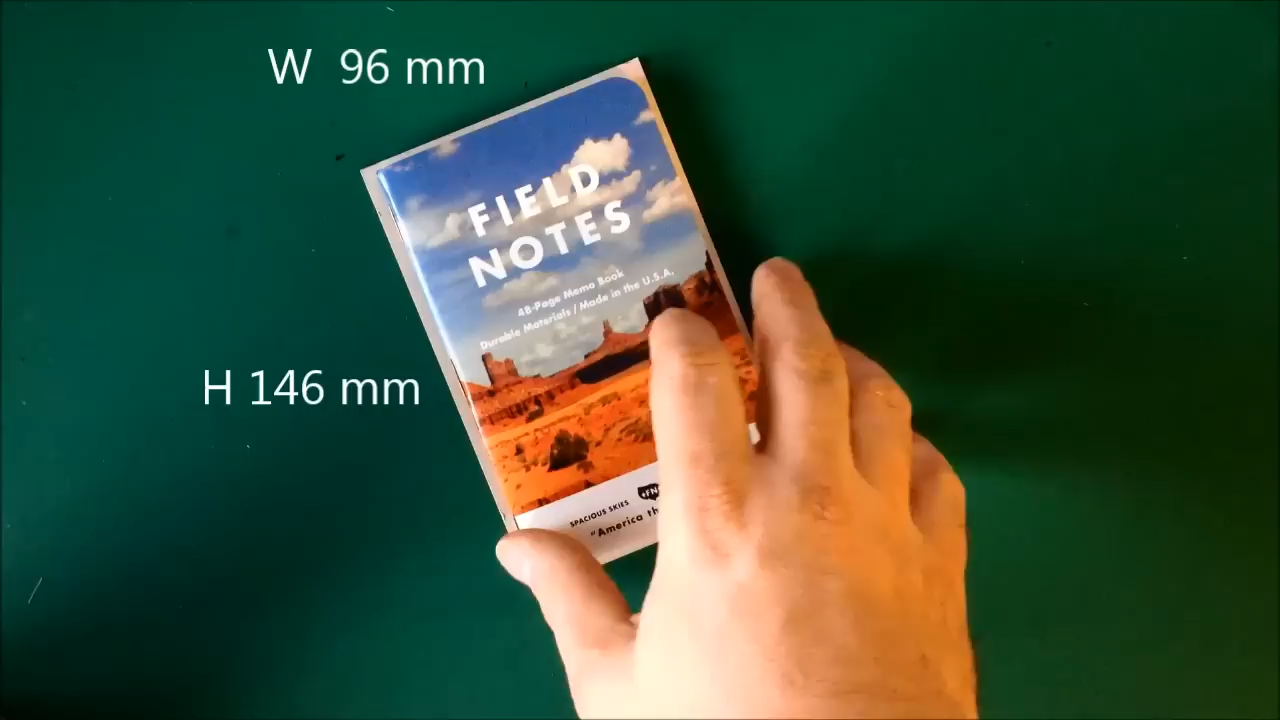 W 96 mm
FIELD
NOTES
48-Page Memo Book
Durable Materials / Made in the U.S.A.
H 146 mm
SPACIOUS SKIES
FN
"America th